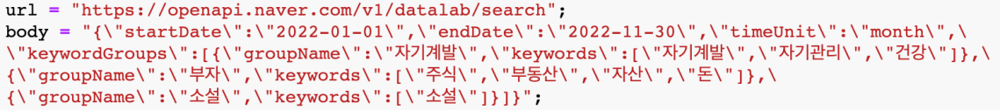 url = "https://openapi.naver.com/v1/datalab/search";
body = "{\"startDate\":\"2022-01-01\",\"endDate\":\"2022-11-30\",\"timeUnit\":\"month\",\
\"keywordGroups\":[{\"groupName\":\"자기계발\",\"keywords\":[\"자기계발\",\"자기관리\",\"건강\"]},\
{\"groupName\":\"부자\",\"keywords\":[\"주식\",\"부동산\",\"자산\",\"돈\"]},\
{\"groupName\":\"소설\",\"keywords\":[\"소설\"]}]}";